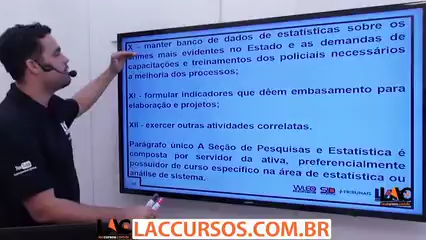 X – manter banco de dados de estatísticas sobre os
crimes mais evidentes no Estado e as demandas de
capacitações e treinamentos dos policiais necessários
a melhoria dos processos;
XI - formular indicadores que dêem embasamento para
elaboração e projetos;
XII - exercer outras atividades correlatas.
Parágrafo único A Seção de Pesquisas e Estatística é
composta por servidor da ativa, preferencialmente
possuidor de curso específico na área de estatística ou
análise de sistema.
LACCURSOS.COM.BR